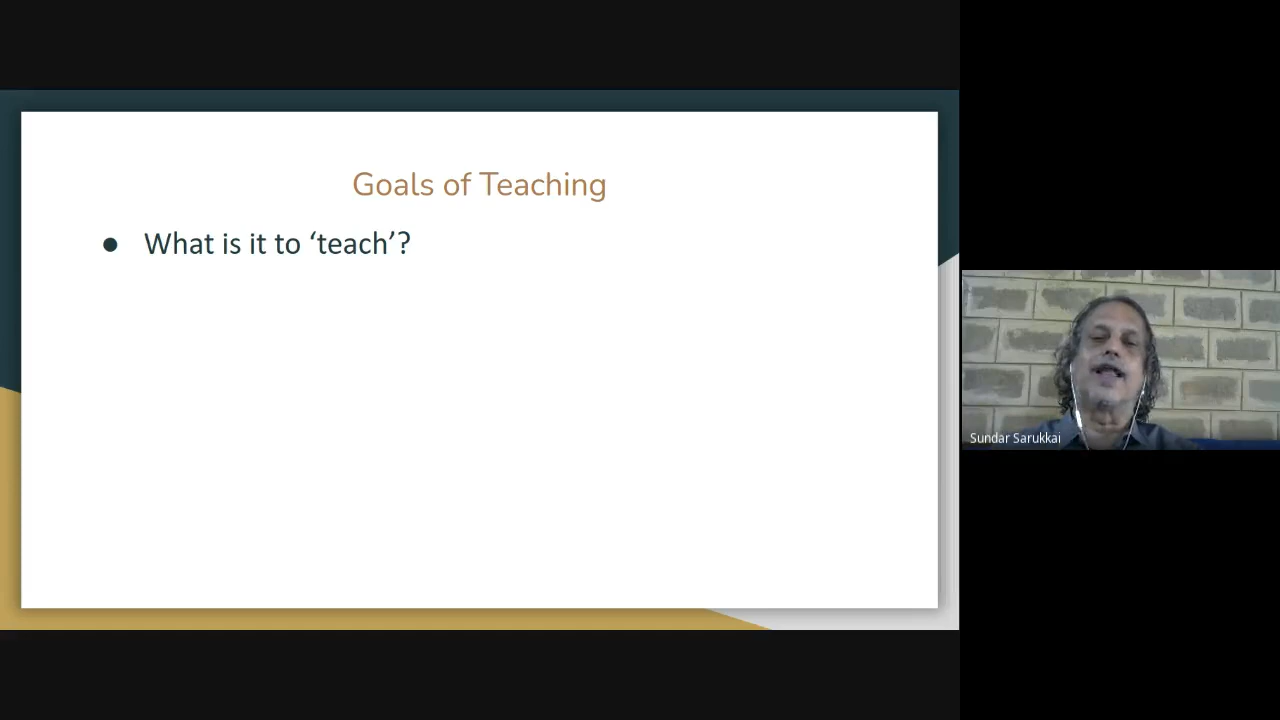 Goals of Teaching
● What is it to ‘teach’?
Sundar Sarukkai